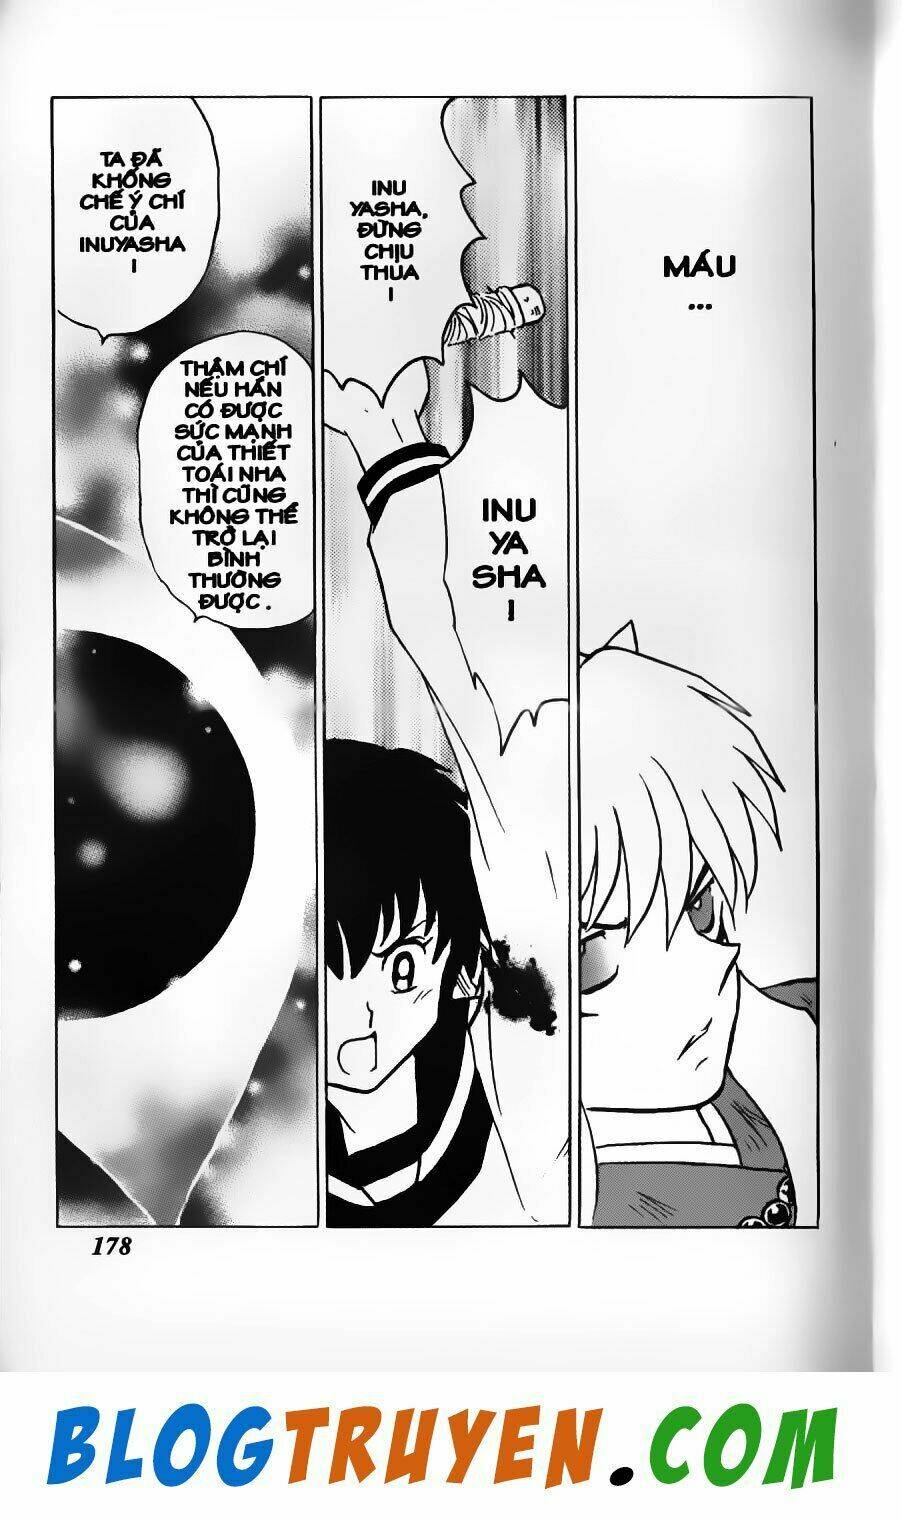 MÁU
...
INU
YASHA,
ĐỪNG
CHỊU
THUA
!
INU
YA
SHA
!
TA ĐÃ
KHỐNG
CHẾ Ý CHÍ
CỦA
INUYASHA
!
THẬM CHÍ
NẾU HẮN
CÓ ĐƯỢC
SỨC MẠNH
CỦA THIẾT
TOÁI NHA
THÌ CŨNG
KHÔNG THỂ
TRỞ LẠI
BÌNH
THƯỜNG
ĐƯỢC.
178
BLOGTRUYEN.COM